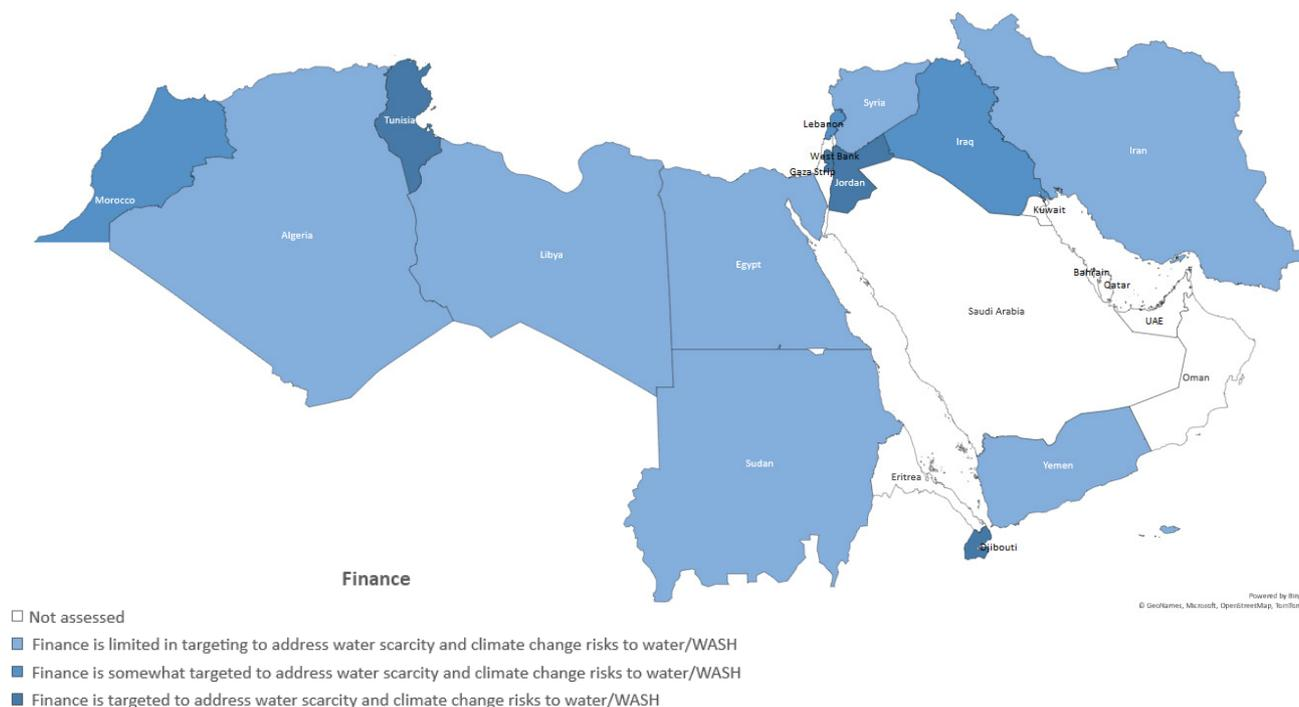 Tunisia
Syria
Lebanon
Iraq
Iran
West Bank
Gaza Strip
Jordan
Morocco
Kuwait
Algeria
Libya
Egypt
Bahrain
Qatar
Saudi Arabia
UAE
Oman
Sudan
Yemen
Eritrea
Djibouti
Finance
Powered by Bing
© GeoNames, Microsoft, OpenStreetMap, TomTom
Not assessed
Finance is limited in targeting to address water scarcity and climate change risks to water/WASH
Finance is somewhat targeted to address water scarcity and climate change risks to water/WASH
Finance is targeted to address water scarcity and climate change risks to water/WASH